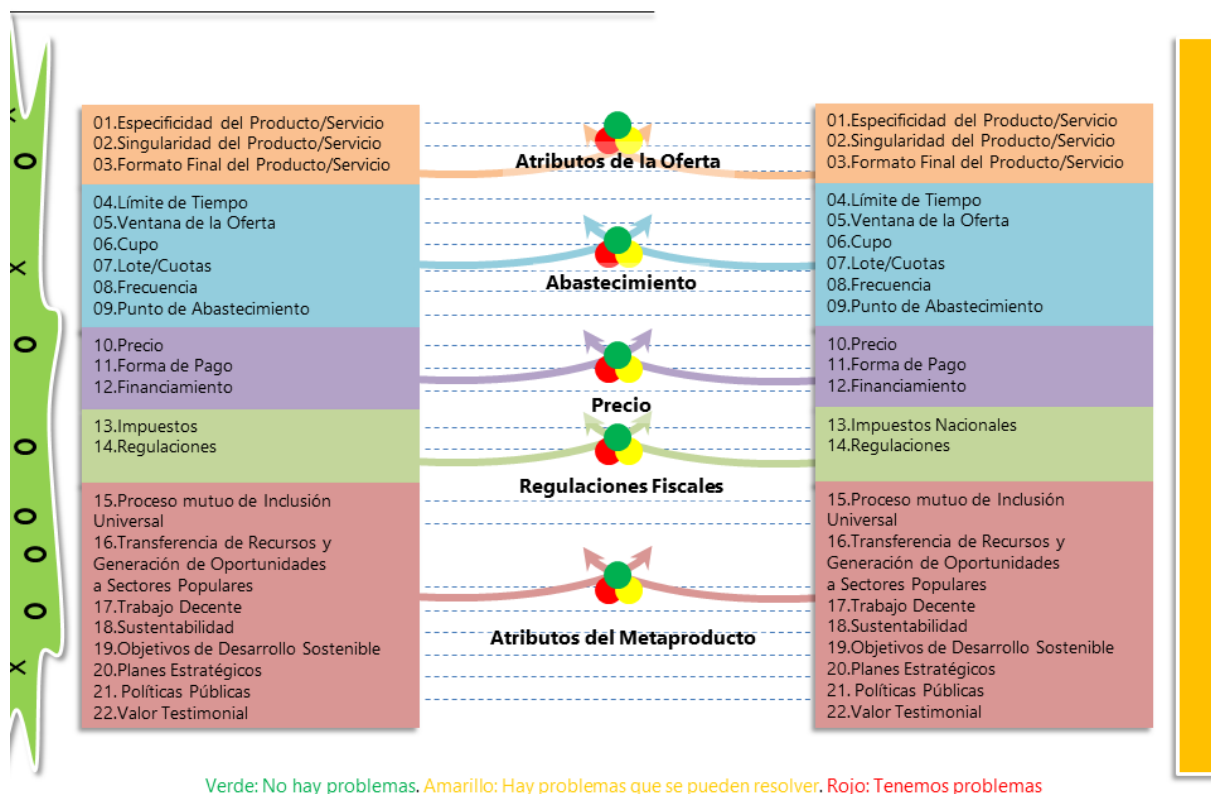 01.Especificidad del Producto/Servicio
02.Singularidad del Producto/Servicio
03.Formato Final del Producto/Servicio
04.Límite de Tiempo
05.Ventana de la Oferta
06.Cupo
07.Lote/Cuotas
08.Frecuencia
09.Punto de Abastecimiento
10.Precio
11.Forma de Pago
12.Financiamiento
13.Impuestos
14.Regulaciones
15.Proceso mutuo de Inclusión
Universal
16.Transferencia de Recursos y
Generación de Oportunidades
a Sectores Populares
17.Trabajo Decente
18.Sustentabilidad
19.Objetivos de Desarrollo Sostenible
20.Planes Estratégicos
21. Políticas Públicas
22.Valor Testimonial
Atributos de la Oferta
Abastecimiento
Precio
Regulaciones Fiscales
Atributos del Metaproducto
01.Especificidad del Producto/Servicio
02.Singularidad del Producto/Servicio
03.Formato Final del Producto/Servicio
04.Límite de Tiempo
05.Ventana de la Oferta
06.Cupo
07.Lote/Cuotas
08.Frecuencia
09.Punto de Abastecimiento
10.Precio
11.Forma de Pago
12.Financiamiento
13.Impuestos Nacionales
14.Regulaciones
15.Proceso mutuo de Inclusión
Universal
16.Transferencia de Recursos y
Generación de Oportunidades
a Sectores Populares
17.Trabajo Decente
18.Sustentabilidad
19.Objetivos de Desarrollo Sostenible
20.Planes Estratégicos
21. Políticas Públicas
22.Valor Testimonial
X
O
X
O
O
O
O
O
X
Verde: No hay problemas. Amarillo: Hay problemas que se pueden resolver. Rojo: Tenemos problemas